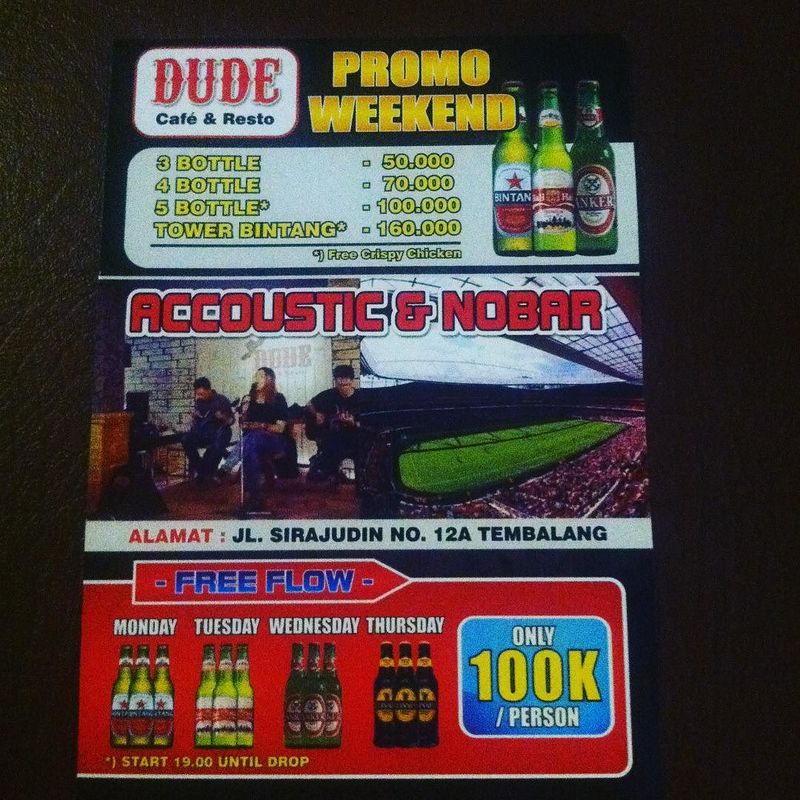 DUDE
Café & Resto
PROMO
WEEKEND
3 BOTTLE - 50.000
4 BOTTLE - 70.000
5 BOTTLE* - 100.000
TOWER BINTANG* - 160.000
*) Free Crispy Chicken
BINTANG
ANKER
ACCOUSTIC & NOBAR
DUDE
ALAMAT : JL. SIRAJUDIN NO. 12A TEMBALANG
- FREE FLOW -
MONDAY TUESDAY WEDNESDAY THURSDAY
ONLY
100K
/ PERSON
*) START 19.00 UNTIL DROP